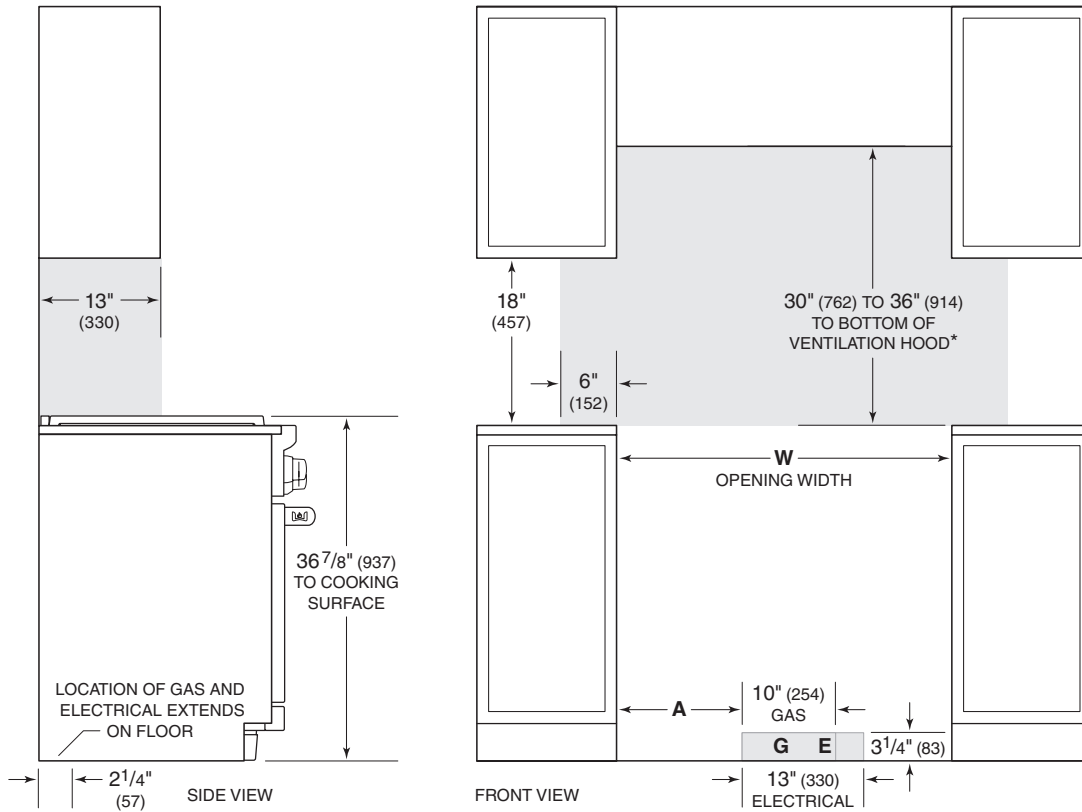 13"
(330)
36 7/8" (937)
TO COOKING
SURFACE
LOCATION OF GAS AND
ELECTRICAL EXTENDS
ON FLOOR
2 1/4"
(57)
SIDE VIEW
18"
(457)
30" (762) TO 36" (914)
TO BOTTOM OF
VENTILATION HOOD*
6"
(152)
W
OPENING WIDTH
A
10" (254)
GAS
G E
3 1/4" (83)
13" (330)
ELECTRICAL
FRONT VIEW